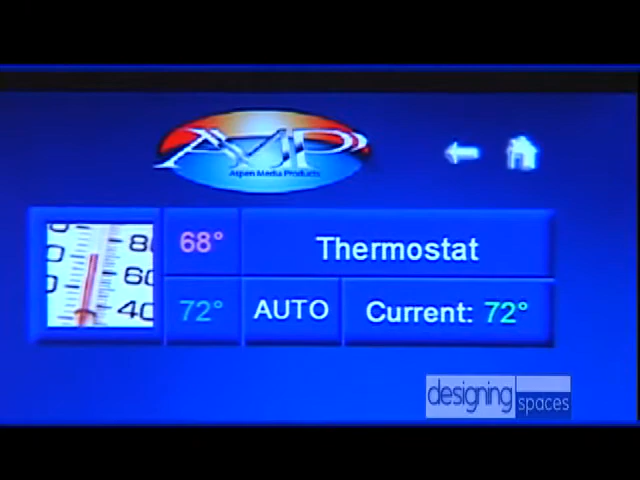 AMP
Aspen Media Products
80
60
40
68°
Thermostat
72°
AUTO
Current: 72°
designing spaces